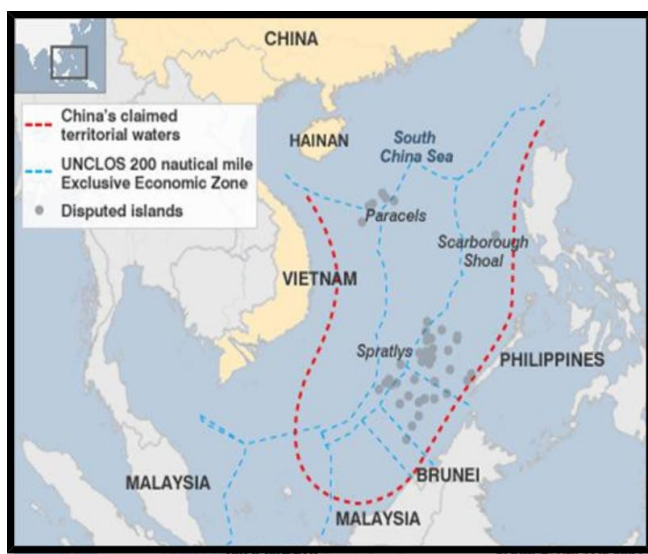 CHINA
China's claimed
territorial waters
UNCLOS 200 nautical mile
Exclusive Economic Zone
Disputed islands
HAINAN
South
China Sea
Paracels
Scarborough
Shoal
VIETNAM
Spratlys
PHILIPPINES
MALAYSIA
BRUNEI
MALAYSIA